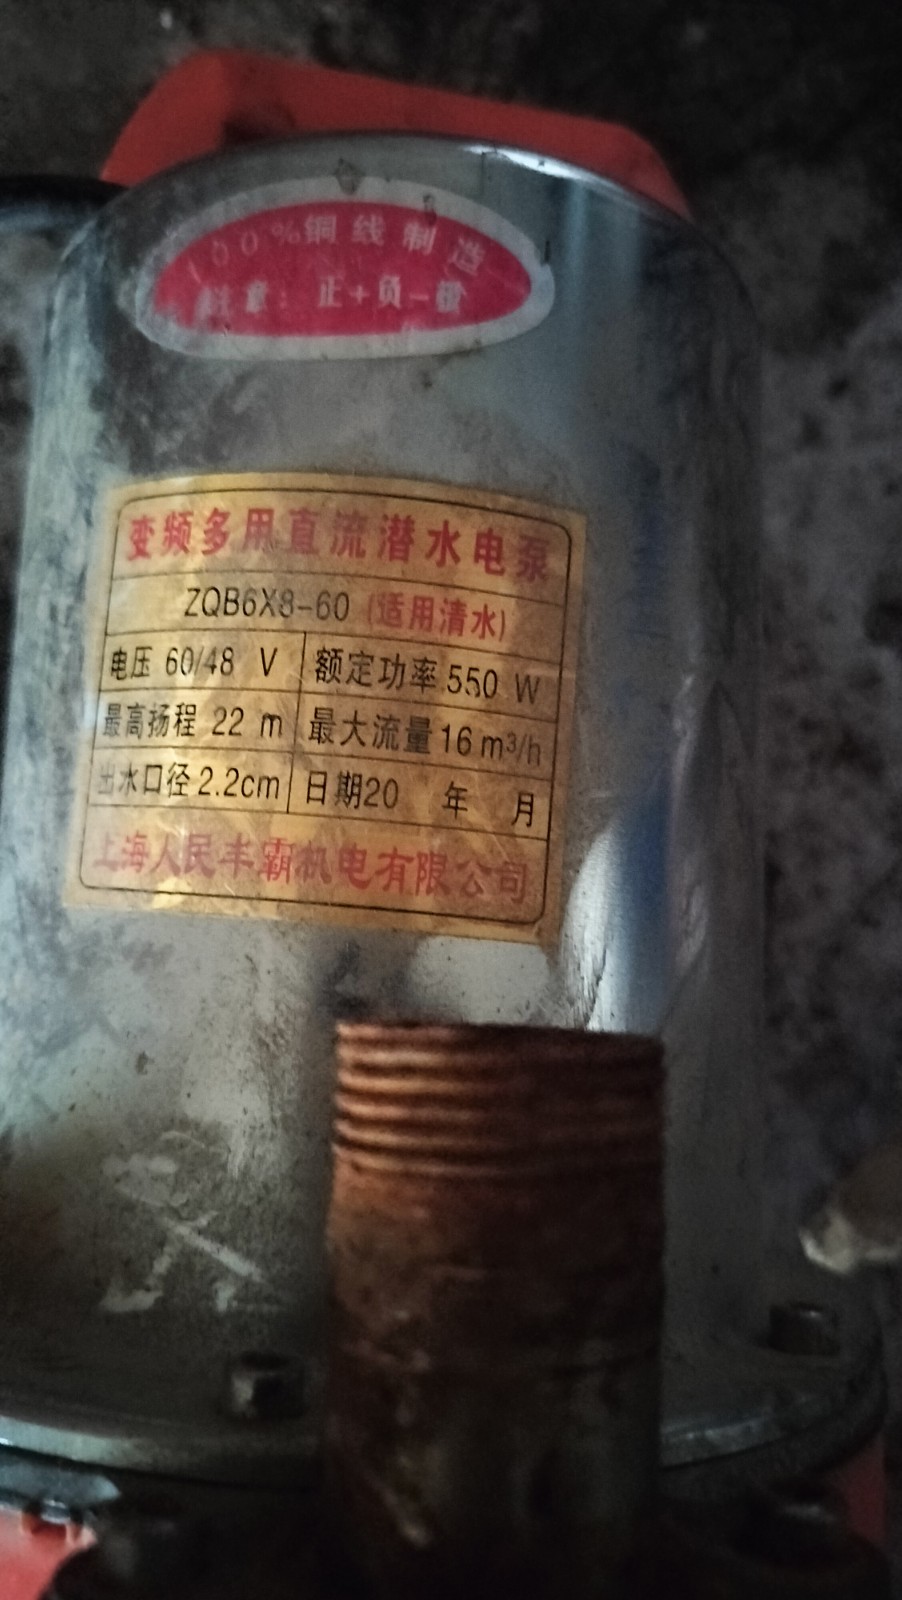 100%铜线制造
注意：正+负-极
变频多用直流潜水电泵
ZQB6X8-60 (适用清水)
电压 60/48 V 额定功率 550 W
最高扬程 22 m 最大流量 16 m³/h
出水口径 2.2cm 日期20 年 月
上海人民丰霸机电有限公司